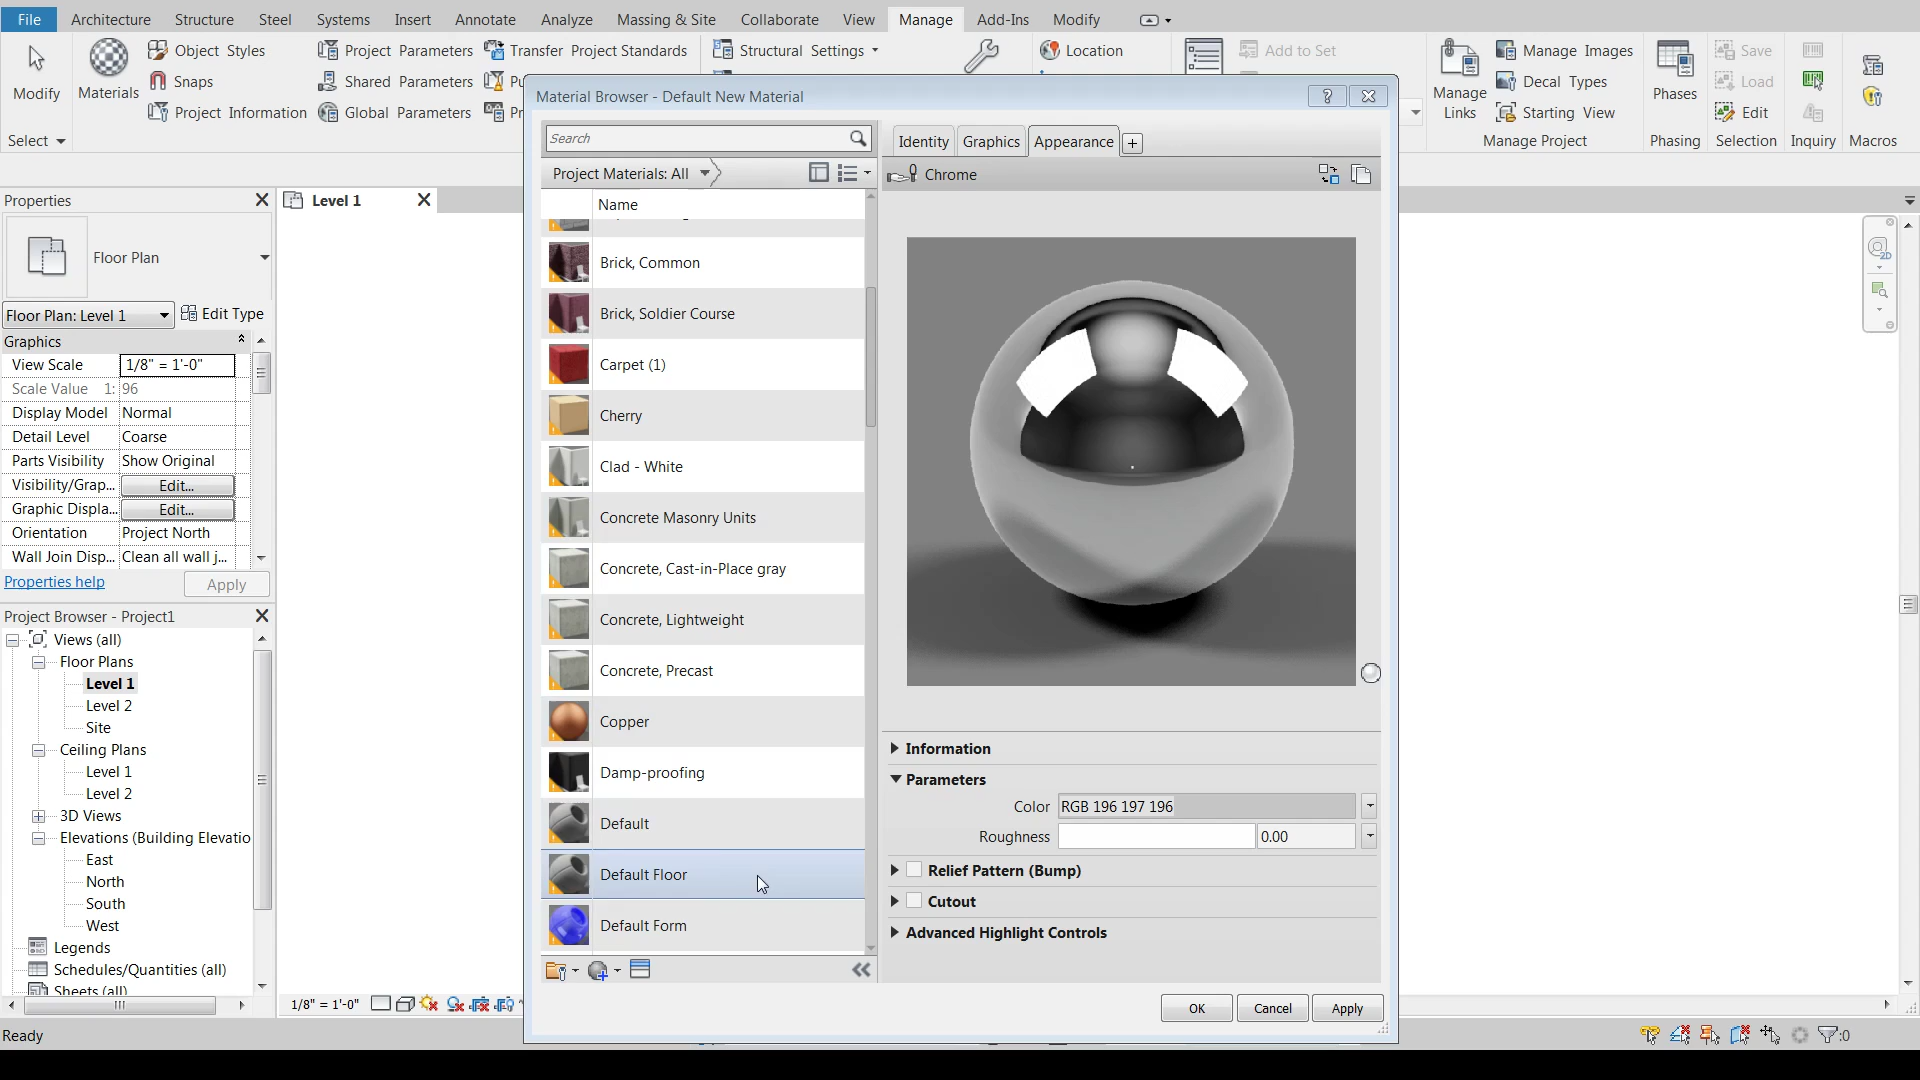 File Architecture Structure Steel Systems Insert Annotate Analyze Massing & Site Collaborate View Manage Add-Ins Modify
Modify
Select
Materials
Object Styles
Snaps
Project Information
Project Parameters
Shared Parameters
Global Parameters
Transfer Project Standards
Structural Settings
Location
Add to Set
Manage Links
Manage Images
Decal Types
Starting View
Manage Project
Phases
Phasing
Save
Load
Edit
Selection
Inquiry
Macros
Properties
Floor Plan
Floor Plan: Level 1
Edit Type
Graphics
View Scale 1/8" = 1'-0"
Scale Value 1: 96
Display Model Normal
Detail Level Coarse
Parts Visibility Show Original
Visibility/Grap... Edit...
Graphic Displa... Edit...
Orientation Project North
Wall Join Disp... Clean all wall j...
Properties help
Apply
Project Browser - Project1
Views (all)
Floor Plans
Level 1
Level 2
Site
Ceiling Plans
Level 1
Level 2
3D Views
Elevations (Building Elevatio
East
North
South
West
Legends
Schedules/Quantities (all)
Sheets (all)
Ready
Level 1
1/8" = 1'-0"
Material Browser - Default New Material
?
Search
Project Materials: All
Name
Brick, Common
Brick, Soldier Course
Carpet (1)
Cherry
Clad - White
Concrete Masonry Units
Concrete, Cast-in-Place gray
Concrete, Lightweight
Concrete, Precast
Copper
Damp-proofing
Default
Default Floor
Default Form
Identity Graphics Appearance +
Chrome
Information
Parameters
Color RGB 196 197 196
Roughness 0.00
Relief Pattern (Bump)
Cutout
Advanced Highlight Controls
OK Cancel Apply
2D
:0